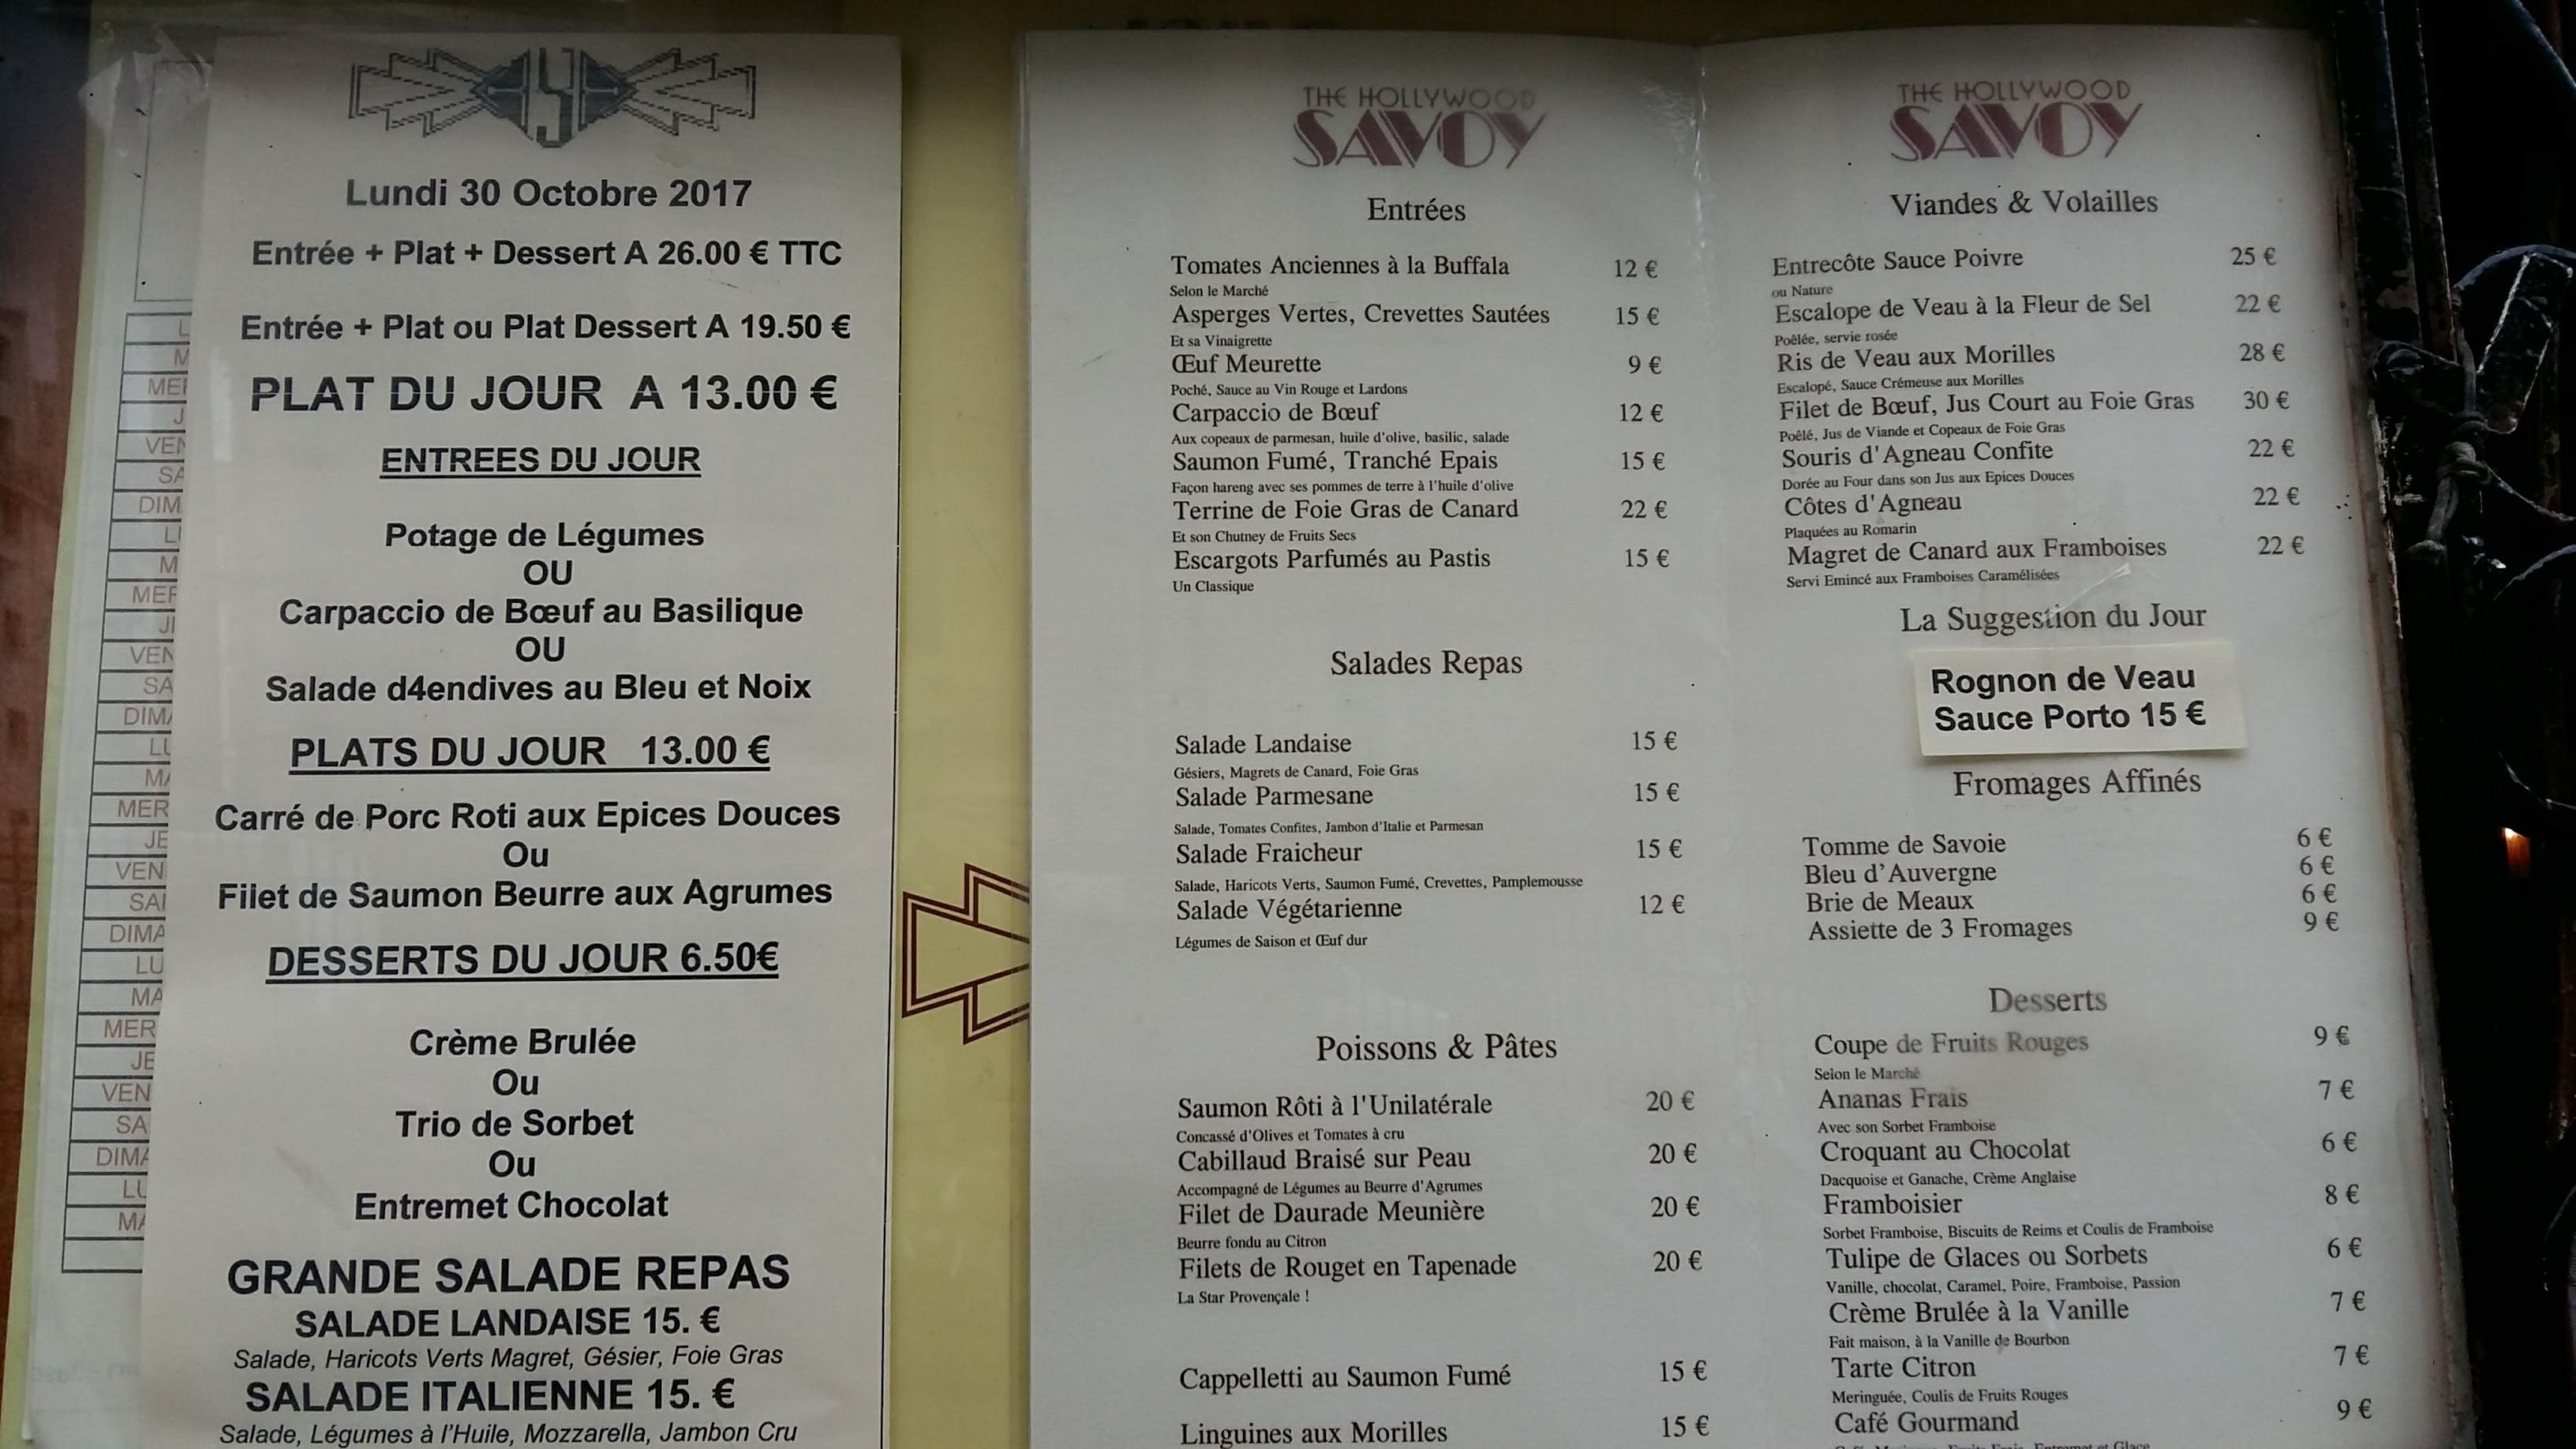 Lundi 30 Octobre 2017
Entrée + Plat + Dessert A 26.00 € TTC
Entrée + Plat ou Plat Dessert A 19.50 €
PLAT DU JOUR A 13.00 €
ENTREES DU JOUR
Potage de Légumes
OU
Carpaccio de Bœuf au Basilique
OU
Salade d4endives au Bleu et Noix
PLATS DU JOUR 13.00 €
Carré de Porc Roti aux Epices Douces
Ou
Filet de Saumon Beurre aux Agrumes
DESSERTS DU JOUR 6.50€
Crème Brulée
Ou
Trio de Sorbet
Ou
Entremet Chocolat
GRANDE SALADE REPAS
SALADE LANDAISE 15. €
Salade, Haricots Verts Magret, Gésier, Foie Gras
SALADE ITALIENNE 15. €
Salade, Légumes à l'Huile, Mozzarella, Jambon Cru
THE HOLLYWOOD
SAVOY
Entrées
Tomates Anciennes à la Buffala 12 €
Selon le Marché
Asperges Vertes, Crevettes Sautées 15 €
Et sa Vinaigrette
Œuf Meurette 9 €
Poché, Sauce au Vin Rouge et Lardons
Carpaccio de Bœuf 12 €
Aux copeaux de parmesan, huile d'olive, basilic, salade
Saumon Fumé, Tranché Epais 15 €
Façon hareng avec ses pommes de terre à l'huile d'olive
Terrine de Foie Gras de Canard 22 €
Et son Chutney de Fruits Secs
Escargots Parfumés au Pastis 15 €
Un Classique
Salades Repas
Salade Landaise 15 €
Gésiers, Magrets de Canard, Foie Gras
Salade Parmesane 15 €
Salade, Tomates Confites, Jambon d'Italie et Parmesan
Salade Fraicheur 15 €
Salade, Haricots Verts, Saumon Fumé, Crevettes, Pamplemousse
Salade Végétarienne 12 €
Légumes de Saison et Œuf dur
Poissons & Pâtes
Saumon Rôti à l'Unilatérale 20 €
Concassé d'Olives et Tomates à cru
Cabillaud Braisé sur Peau 20 €
Accompagné de Légumes au Beurre d'Agrumes
Filet de Daurade Meunière 20 €
Beurre fondu au Citron
Filets de Rouget en Tapenade 20 €
La Star Provençale !
Cappelletti au Saumon Fumé 15 €
Linguines aux Morilles 15 €
THE HOLLYWOOD
SAVOY
Viandes & Volailles
Entrecôte Sauce Poivre 25 €
ou Nature
Escalope de Veau à la Fleur de Sel 22 €
Poêlée, servie rosée
Ris de Veau aux Morilles 28 €
Escalopé, Sauce Crémeuse aux Morilles
Filet de Bœuf, Jus Court au Foie Gras 30 €
Poêlé, Jus de Viande et Copeaux de Foie Gras
Souris d'Agneau Confite 22 €
Dorée au Four dans son Jus aux Epices Douces
Côtes d'Agneau 22 €
Plaquées au Romarin
Magret de Canard aux Framboises 22 €
Servi Emincé aux Framboises Caramélisées
La Suggestion du Jour
Rognon de Veau
Sauce Porto 15 €
Fromages Affinés
Tomme de Savoie 6 €
Bleu d'Auvergne 6 €
Brie de Meaux 6 €
Assiette de 3 Fromages 9 €
Desserts
Coupe de Fruits Rouges 9 €
Selon le Marché
Ananas Frais 7 €
Avec son Sorbet Framboise
Croquant au Chocolat 6 €
Dacquoise et Ganache, Crème Anglaise
Framboisier 8 €
Sorbet Framboise, Biscuits de Reims et Coulis de Framboise
Tulipe de Glaces ou Sorbets 6 €
Vanille, chocolat, Caramel, Poire, Framboise, Passion
Crème Brulée à la Vanille 7 €
Fait maison, à la Vanille de Bourbon
Tarte Citron 7 €
Meringuée, Coulis de Fruits Rouges
Café Gourmand 9 €